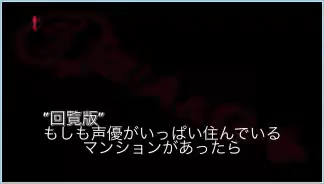 "回覧版"
もしも声優がいっぱい住んでいる
マンションがあったら